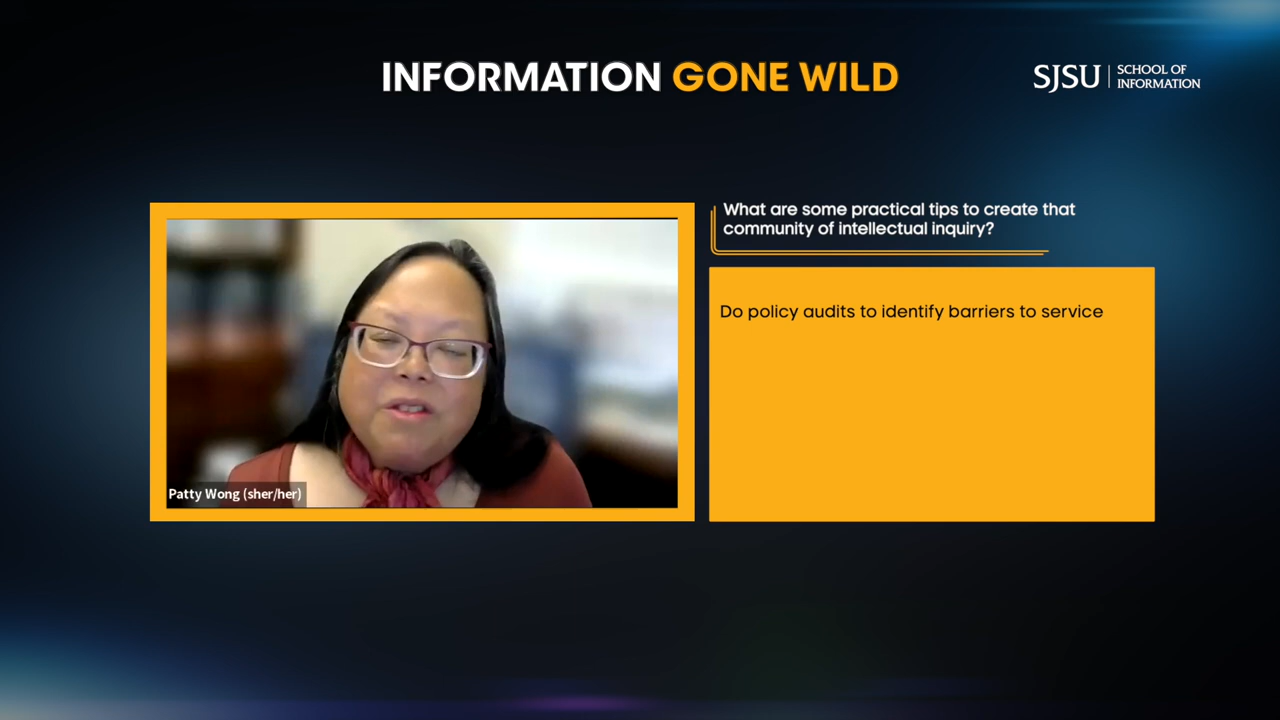 INFORMATION GONE WILD
SJSU
SCHOOL OF
INFORMATION
What are some practical tips to create that
community of intellectual inquiry?
Do policy audits to identify barriers to service
Patty Wong (sher/her)